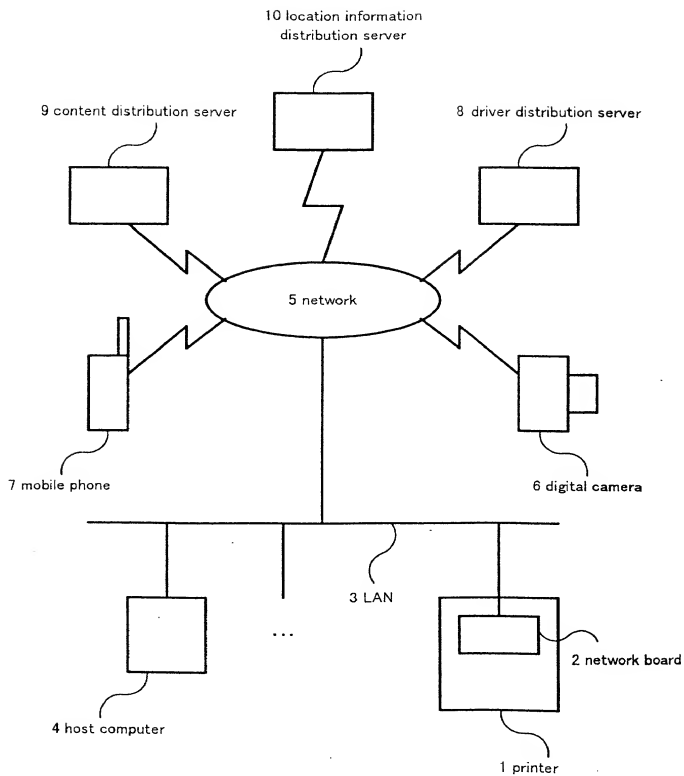 10 location information
distribution server
9 content distribution server
8 driver distribution server
5 network
7 mobile phone
6 digital camera
3 LAN
...
2 network board
4 host computer
1 printer